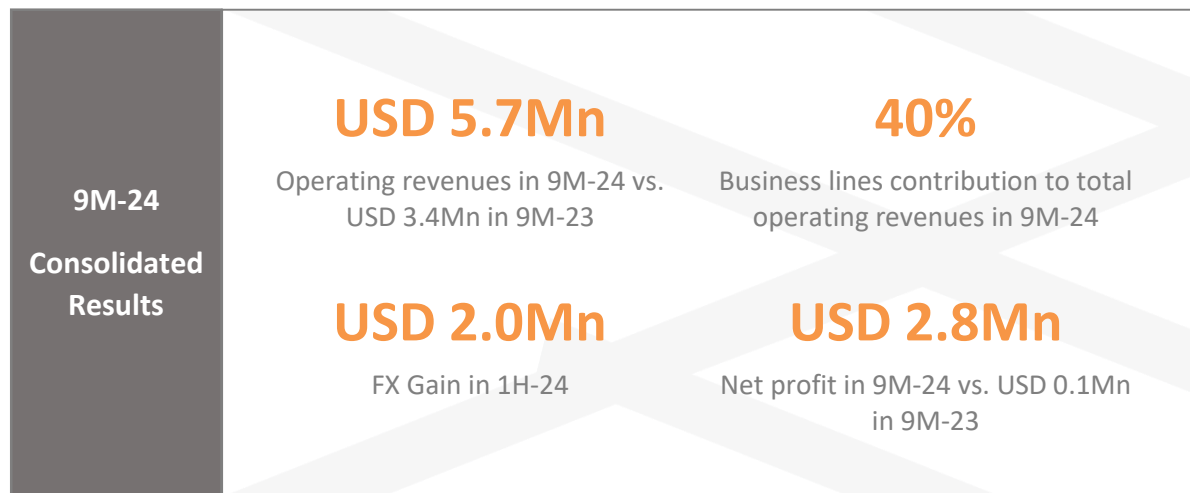 9M-24
Consolidated
Results
USD 5.7Mn
Operating revenues in 9M-24 vs.
USD 3.4Mn in 9M-23
40%
Business lines contribution to total
operating revenues in 9M-24
USD 2.0Mn
FX Gain in 1H-24
USD 2.8Mn
Net profit in 9M-24 vs. USD 0.1Mn
in 9M-23